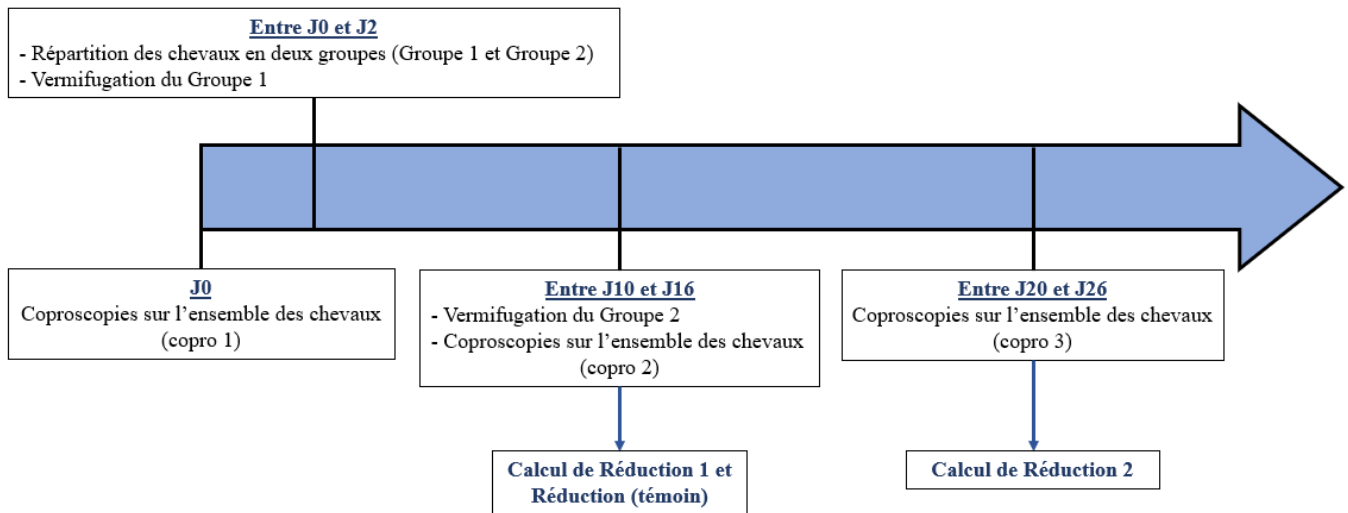 Entre J0 et J2
- Répartition des chevaux en deux groupes (Groupe 1 et Groupe 2)
- Vermifugation du Groupe 1
J0
Coproscopies sur l’ensemble des chevaux
(copro 1)
Entre J10 et J16
- Vermifugation du Groupe 2
- Coproscopies sur l’ensemble des chevaux
(copro 2)
Entre J20 et J26
Coproscopies sur l’ensemble des chevaux
(copro 3)
Calcul de Réduction 1 et
Réduction (témoin)
Calcul de Réduction 2